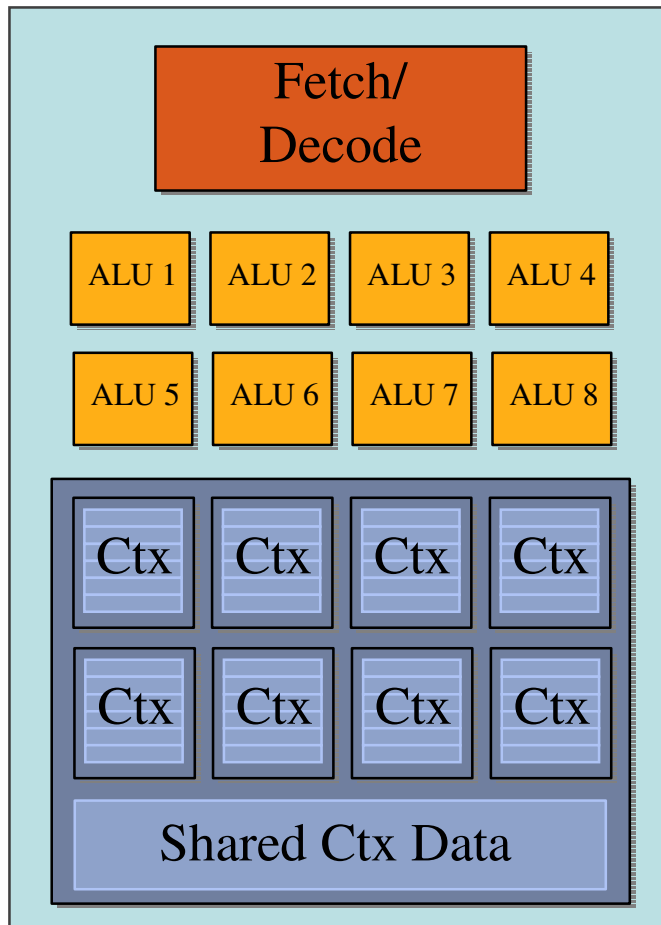 Fetch/
Decode
ALU 1 ALU 2 ALU 3 ALU 4
ALU 5 ALU 6 ALU 7 ALU 8
Ctx Ctx Ctx Ctx
Ctx Ctx Ctx Ctx
Shared Ctx Data